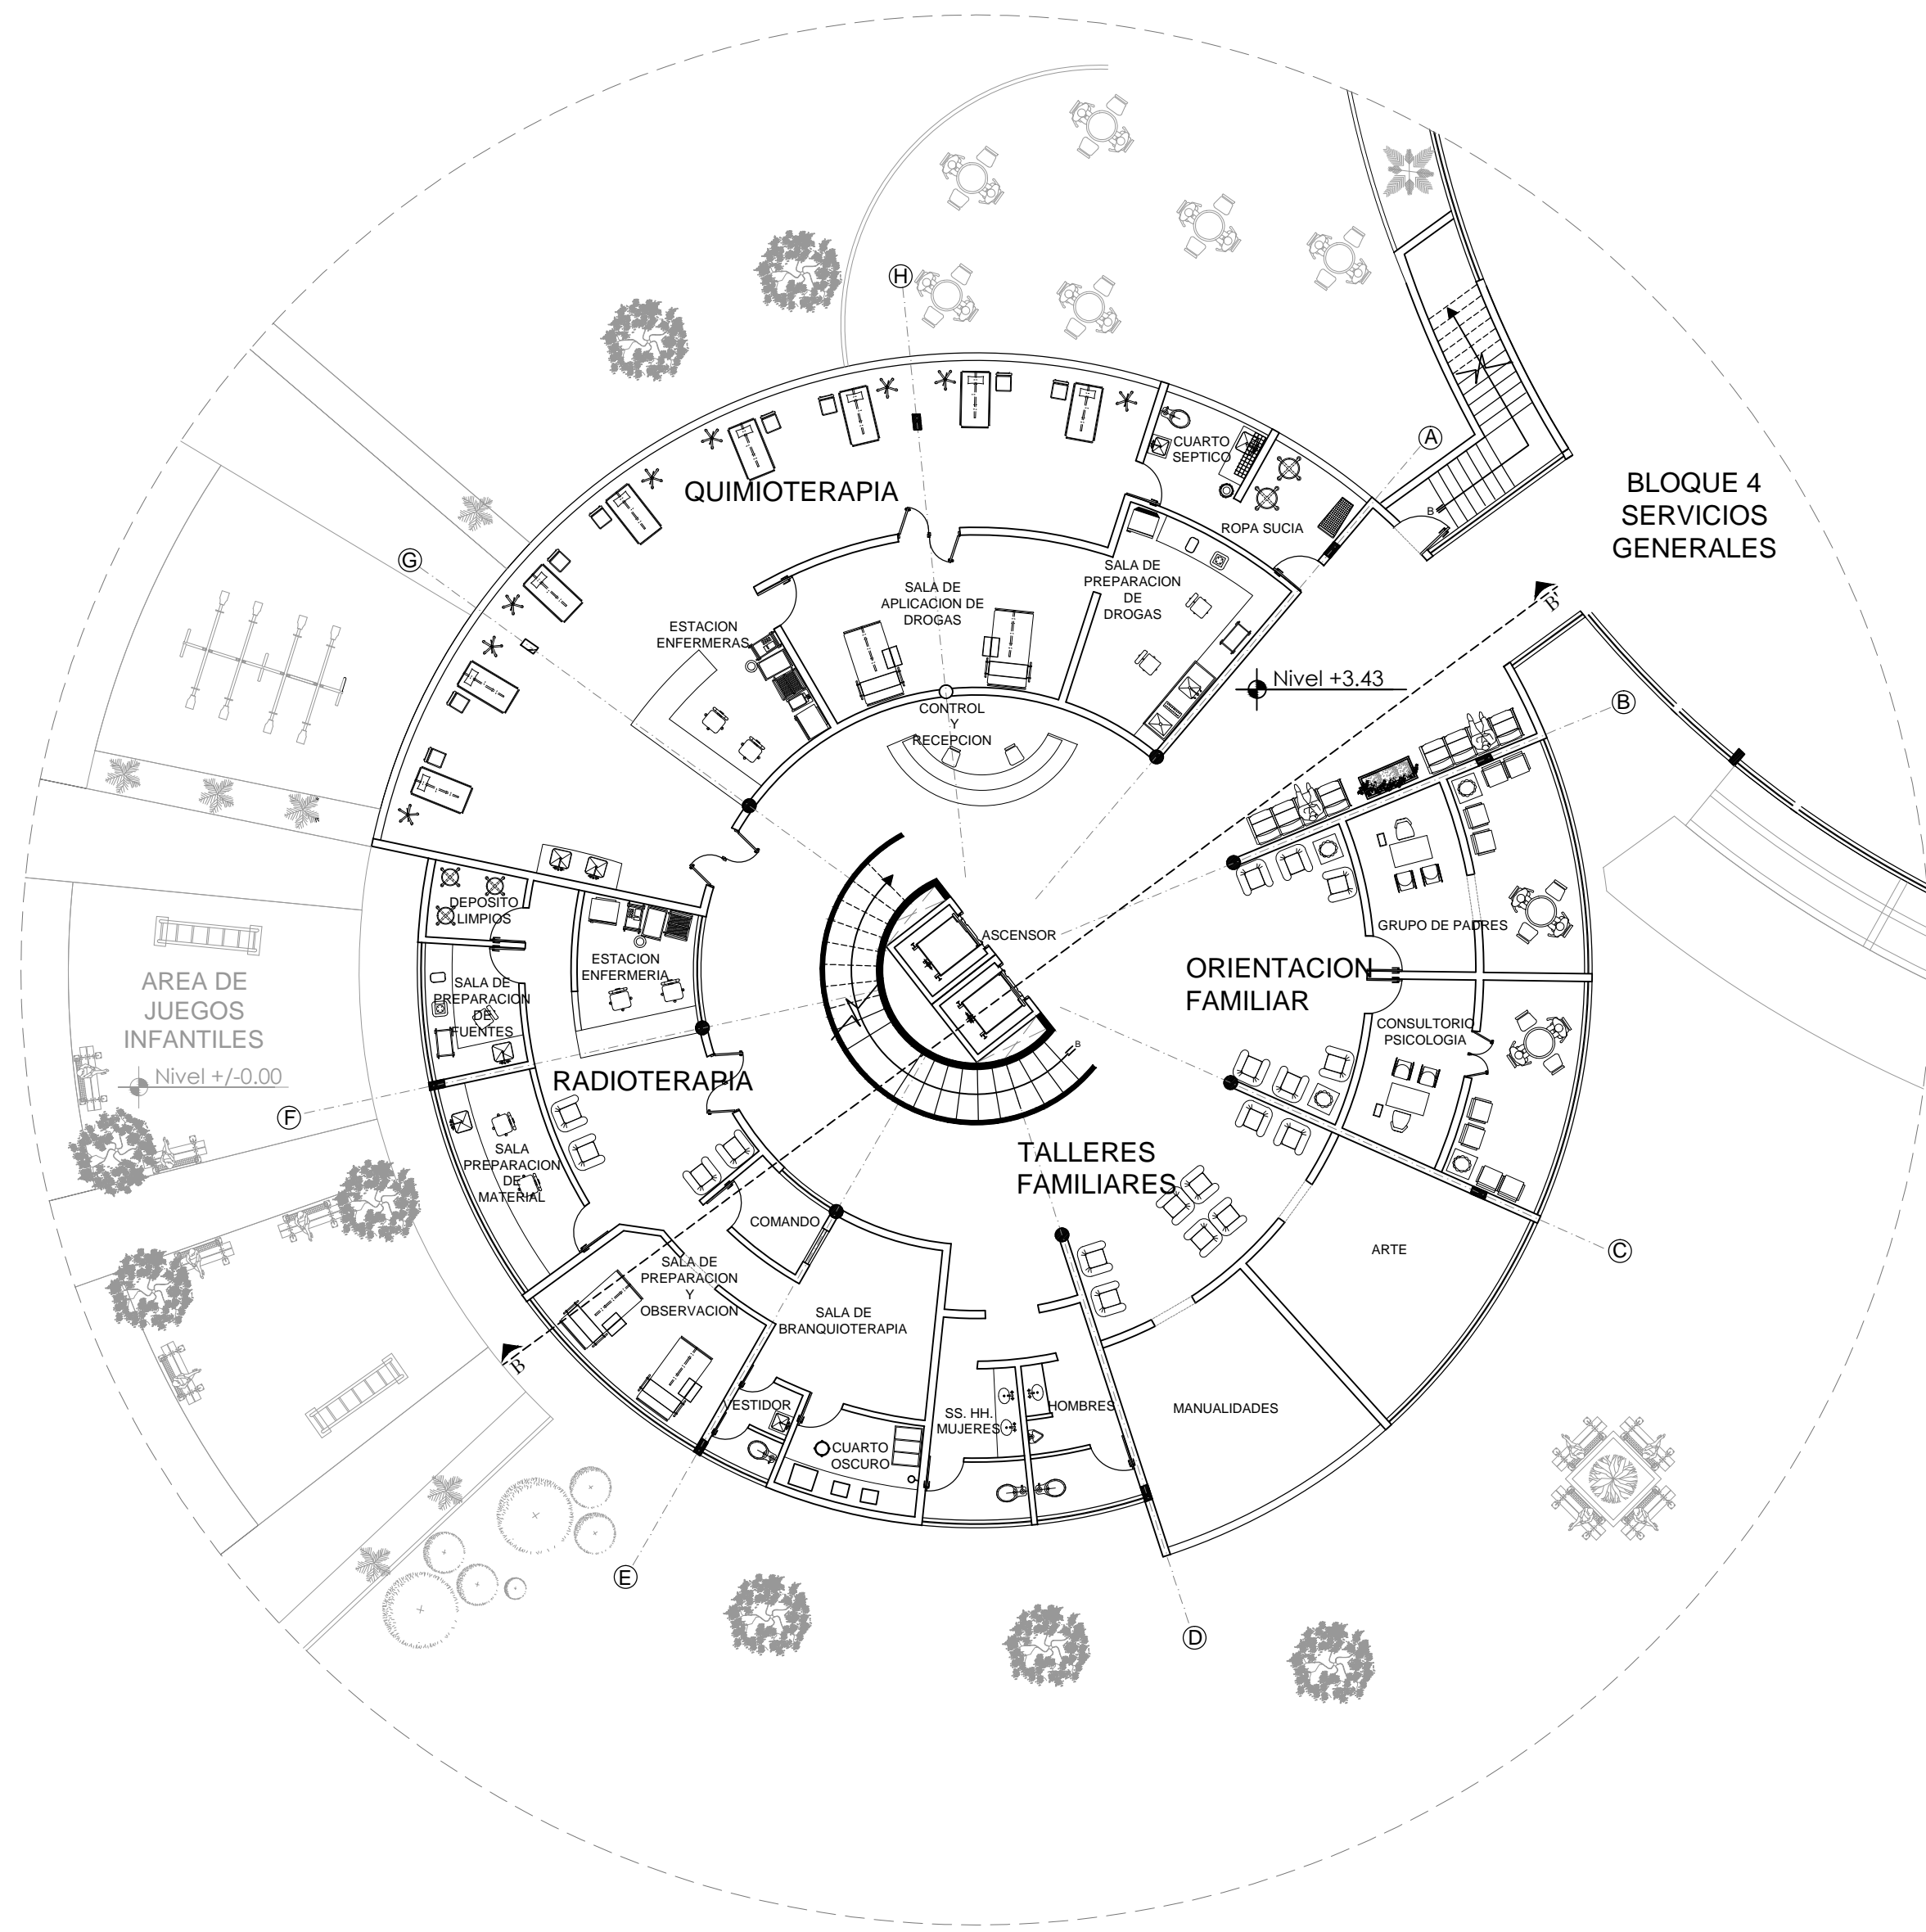 H
A
BLOQUE 4
SERVICIOS
GENERALES
CUARTO
SEPTICO
QUIMIOTERAPIA
B
ROPA SUCIA
G
SALA DE
PREPARACION
DE
DROGAS
SALA DE
APLICACION DE
DROGAS
B'
ESTACION
ENFERMERAS
Nivel +3.43
B
CONTROL
Y
RECEPCION
DEPOSITO
LIMPIOS
GRUPO DE PADRES
ASCENSOR
ESTACION
ENFERMERIA
ORIENTACION
FAMILIAR
AREA DE
JUEGOS
INFANTILES
SALA DE
PREPARACION
DE
FUENTES
CONSULTORIO
PSICOLOGIA
B
Nivel +/-0.00
RADIOTERAPIA
F
TALLERES
FAMILIARES
SALA
PREPARACION
DE
MATERIAL
COMANDO
ARTE
C
SALA DE
PREPARACION
Y
OBSERVACION
SALA DE
BRANQUIOTERAPIA
B
VESTIDOR
SS. HH.
MUJERES
HOMBRES
MANUALIDADES
CUARTO
OSCURO
E
D